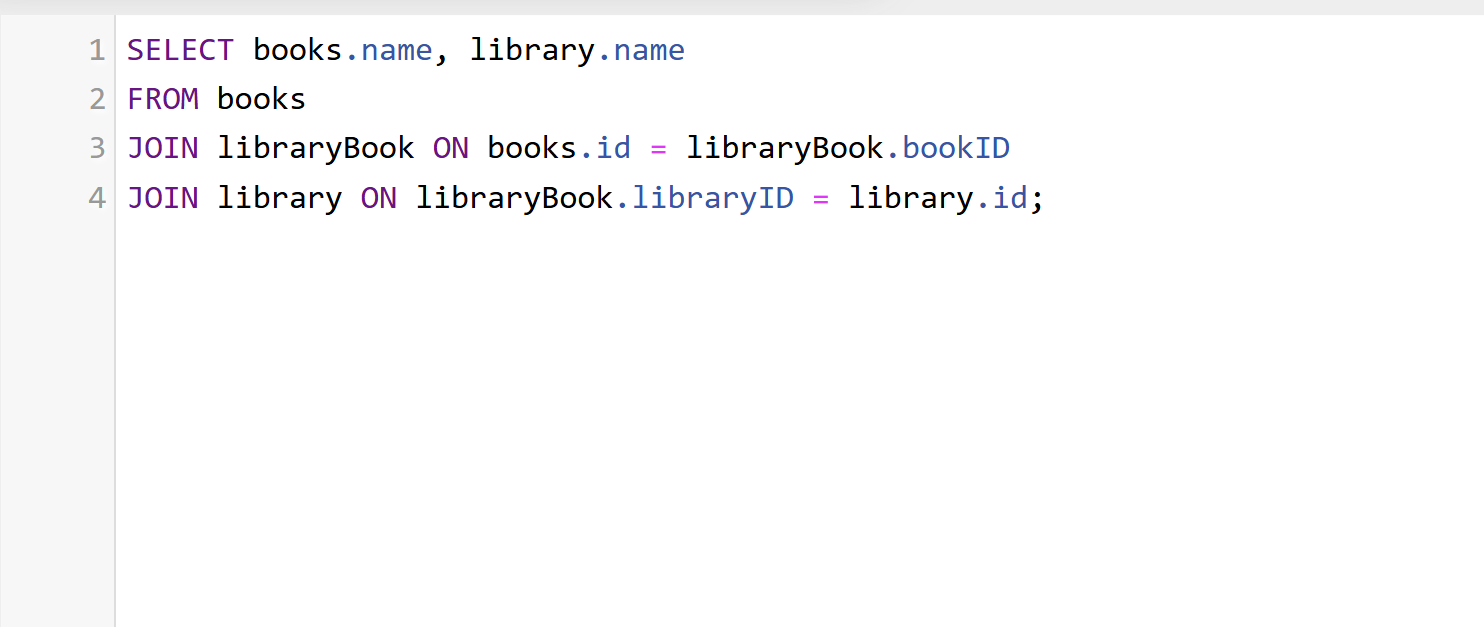 1 SELECT books.name, library.name
2 FROM books
3 JOIN libraryBook ON books.id = libraryBook.bookID
4 JOIN library ON libraryBook.libraryID = library.id;